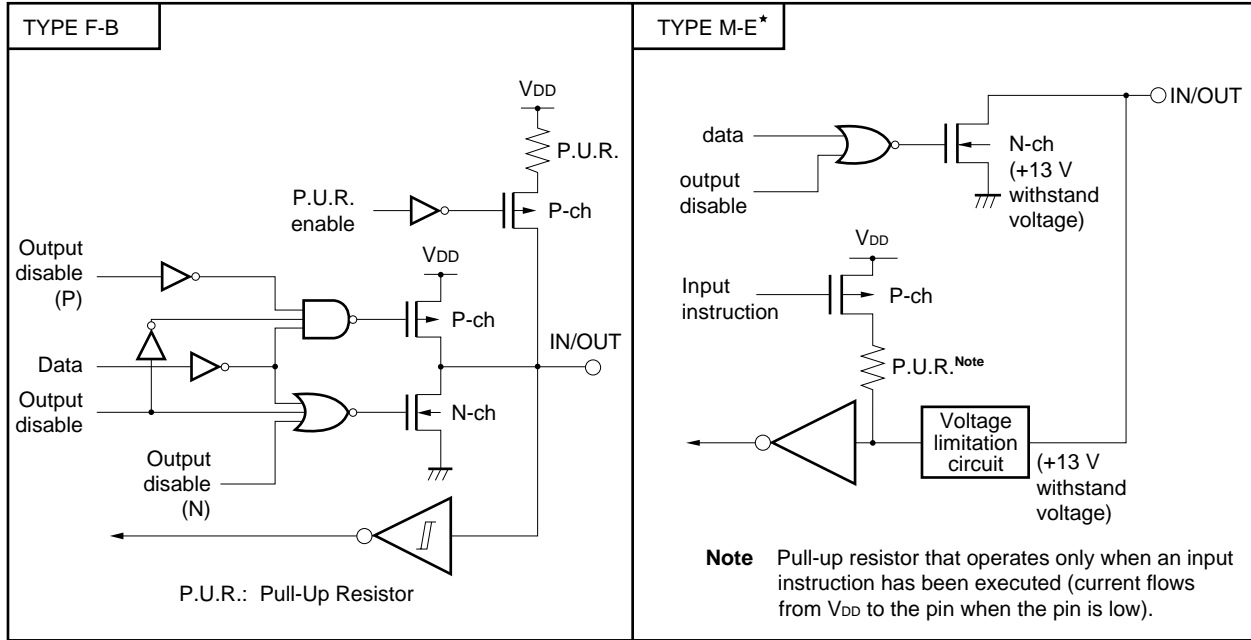 TYPE F-B
VDD
P.U.R.
P.U.R.
enable
P-ch
Output
disable
(P)
VDD
P-ch
IN/OUT
Data
Output
disable
N-ch
Output
disable
(N)
P.U.R.: Pull-Up Resistor
TYPE M-E★
IN/OUT
data
output
disable
N-ch
(+13 V
withstand
voltage)
VDD
Input
instruction
P-ch
P.U.R.Note
Voltage
limitation
circuit
(+13 V
withstand
voltage)
Note Pull-up resistor that operates only when an input
instruction has been executed (current flows
from VDD to the pin when the pin is low).